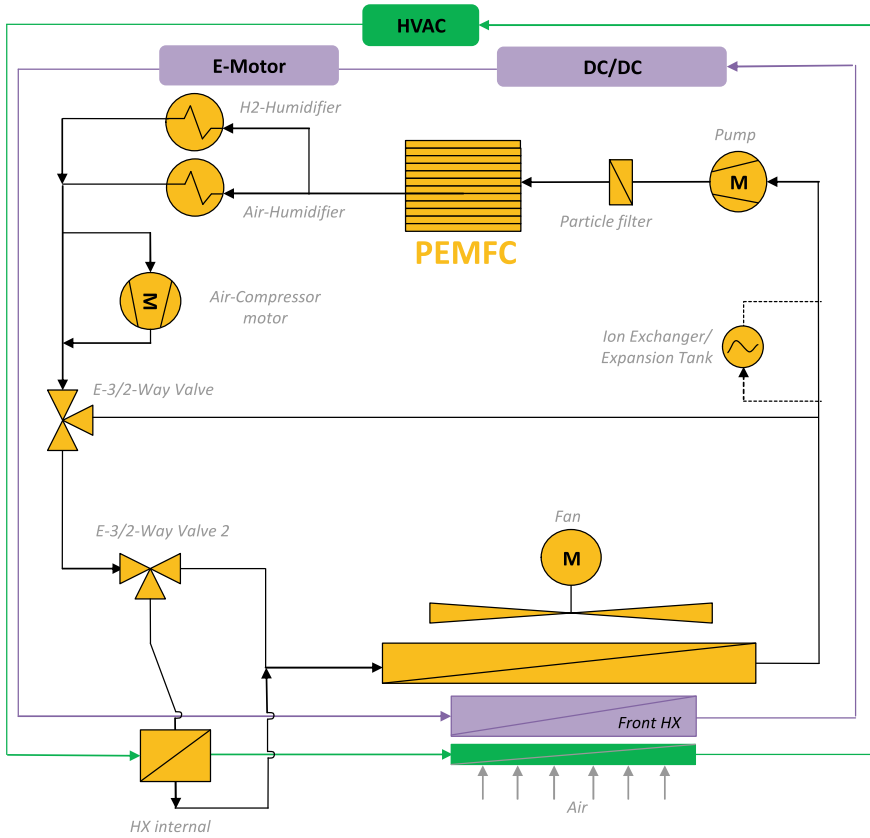 HVAC
E-Motor
DC/DC
H2-Humidifier
Pump
M
Air-Humidifier
Particle filter
PEMFC
M
Air-Compressor
motor
Ion Exchanger/
Expansion Tank
E-3/2-Way Valve
Fan
E-3/2-Way Valve 2
M
Front HX
Air
HX internal